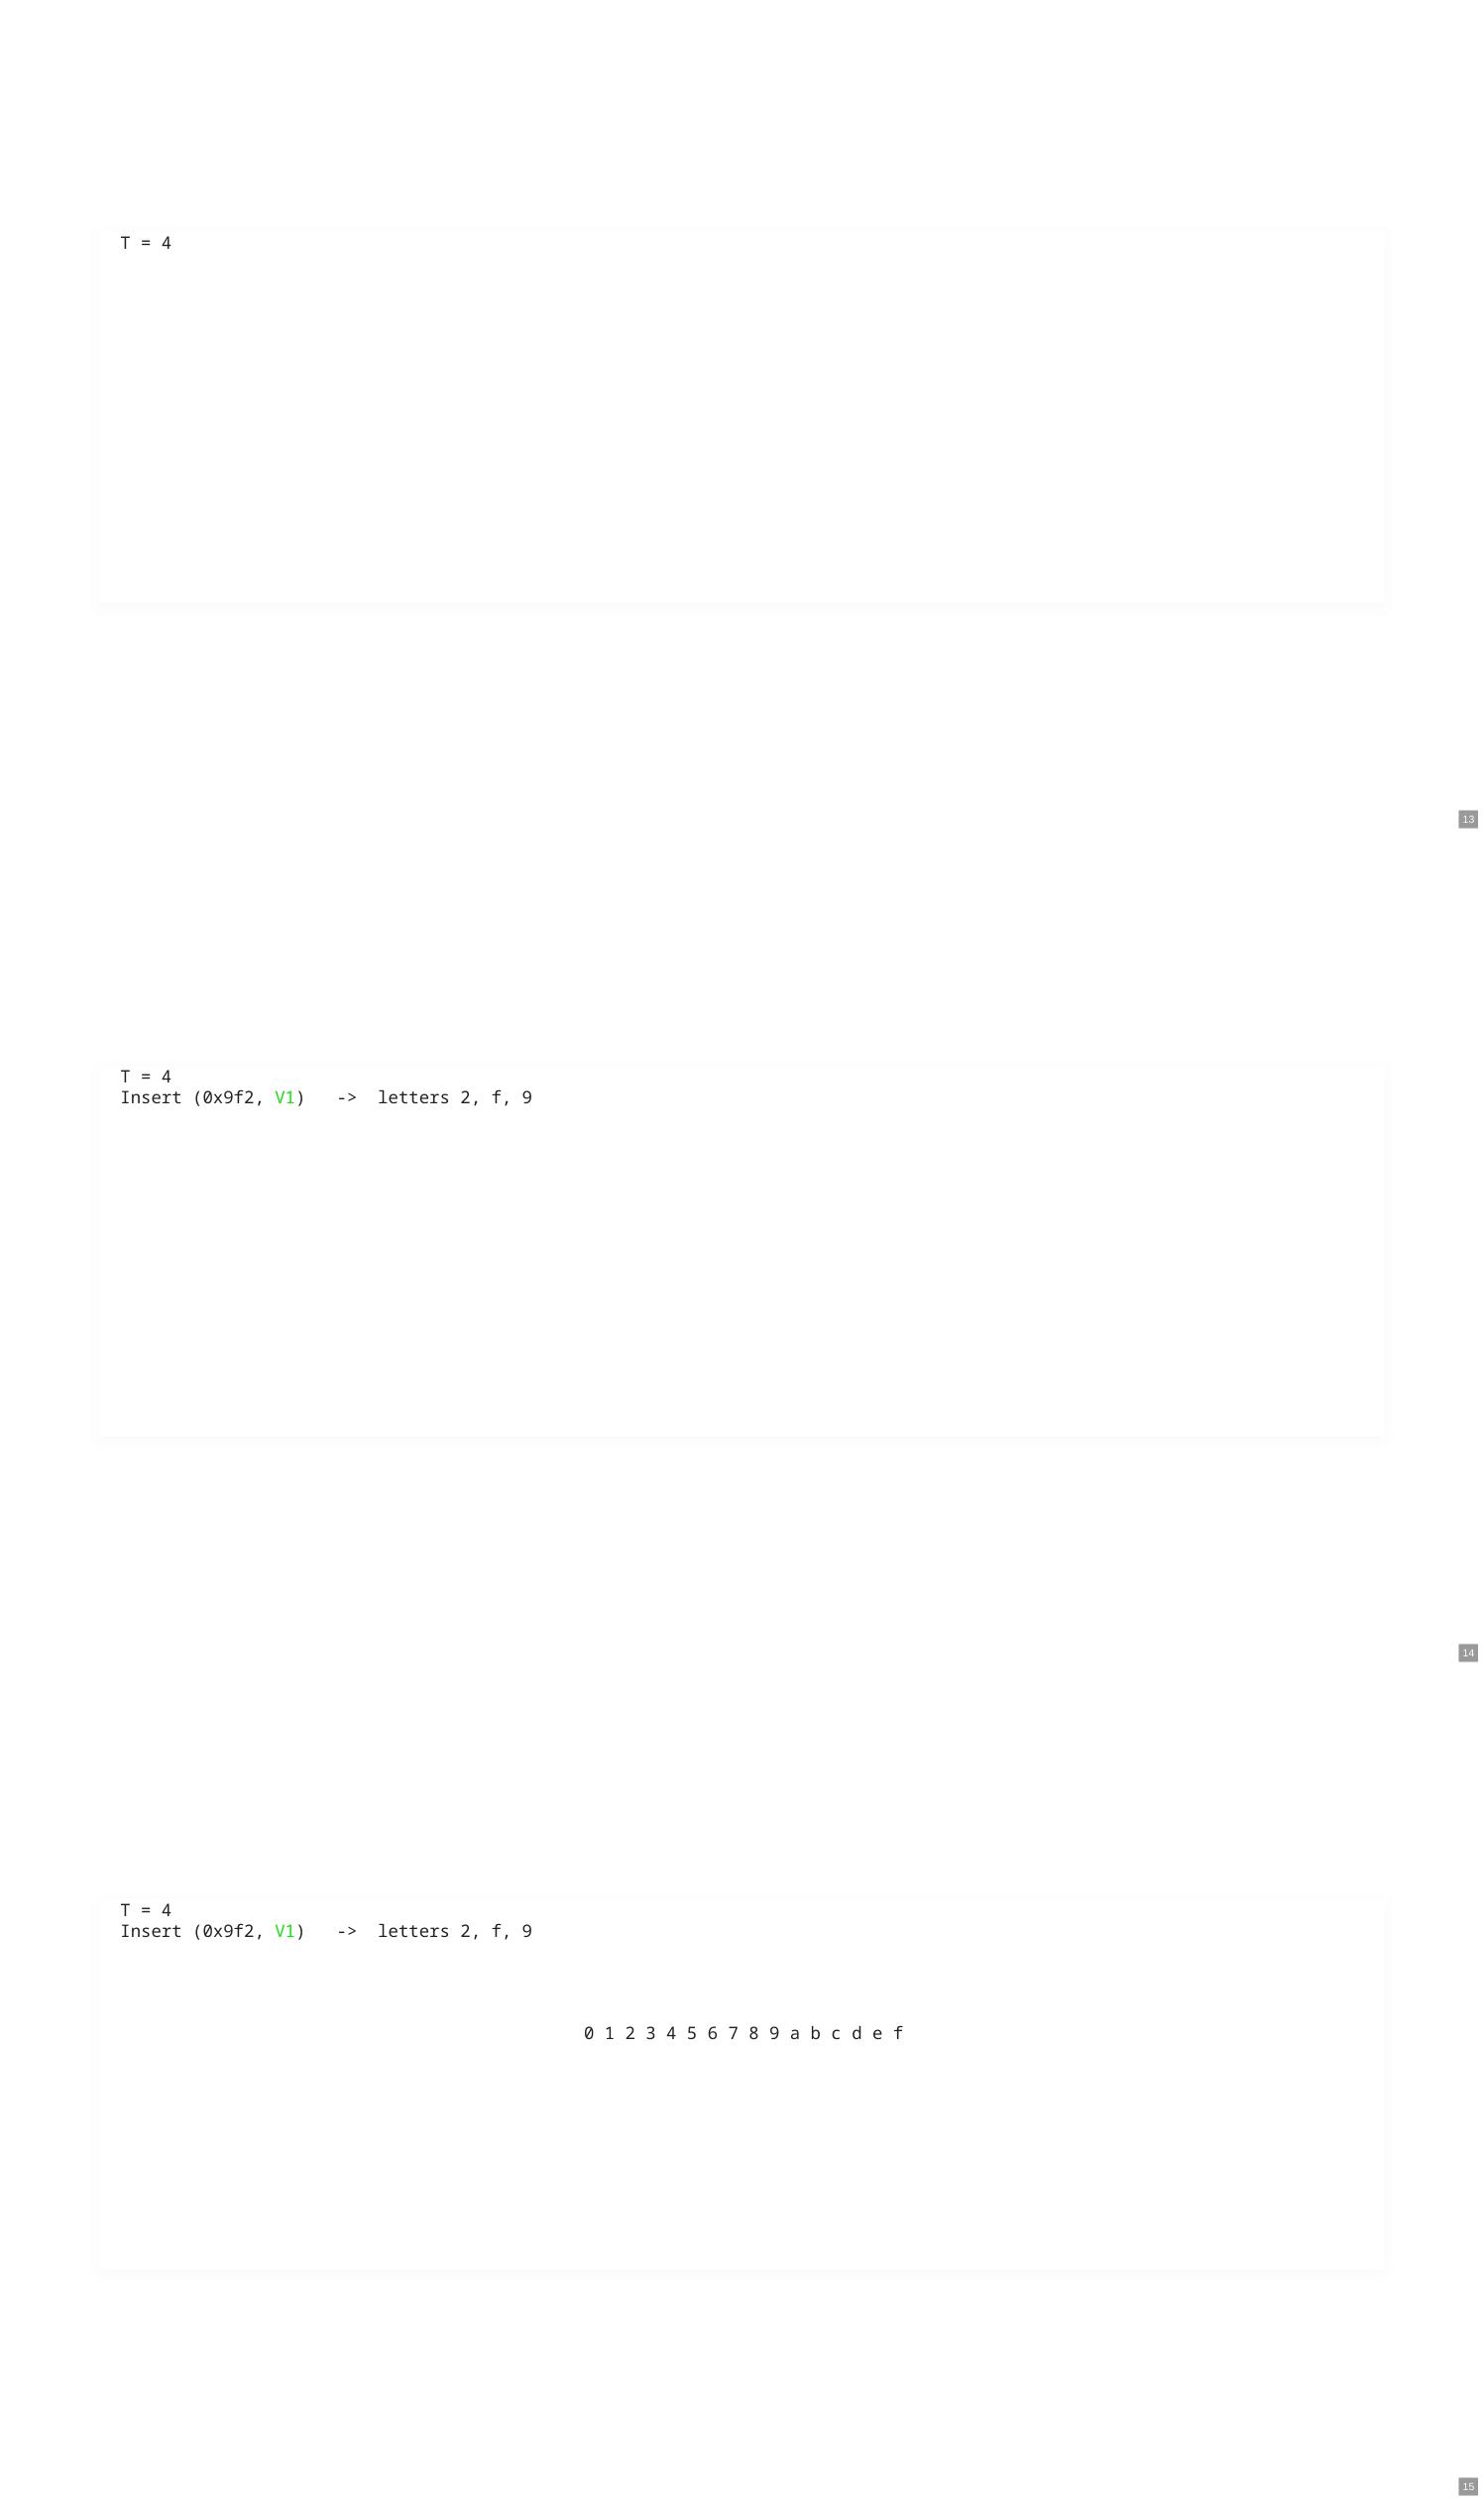 T = 4
13
T = 4
Insert (0x9f2, V1)   ->  letters 2, f, 9
14
T = 4
Insert (0x9f2, V1)   ->  letters 2, f, 9
0 1 2 3 4 5 6 7 8 9 a b c d e f
15